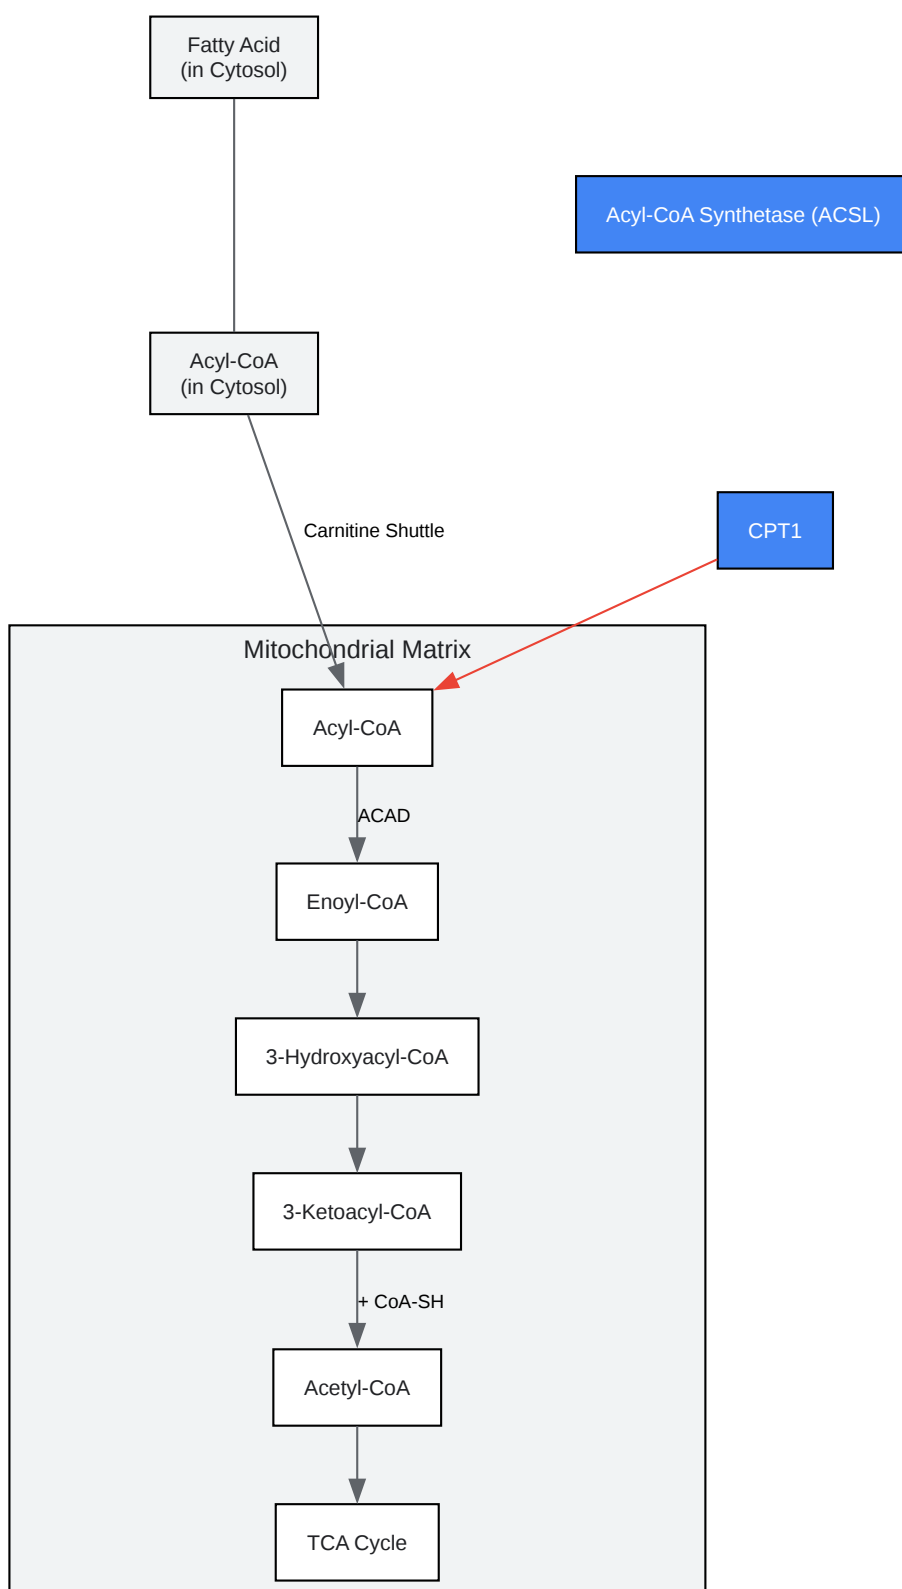 Fatty Acid
(in Cytosol)
Acyl-CoA Synthetase (ACSL)
Acyl-CoA
(in Cytosol)
Carnitine Shuttle
CPT1
Mitochondrial Matrix
Acyl-CoA
ACAD
Enoyl-CoA
3-Hydroxyacyl-CoA
3-Ketoacyl-CoA
+ CoA-SH
Acetyl-CoA
TCA Cycle